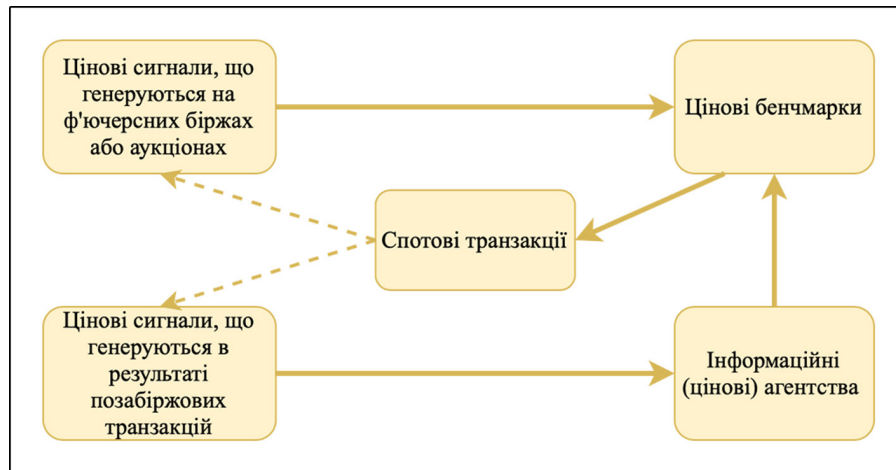 Цінові сигнали, що
генеруються на
ф'ючерсних біржах
або аукціонах
Цінові бенчмарки
Спотові транзакції
Цінові сигнали, що
генеруються в
результаті
позабіржових
транзакцій
Інформаційні
(цінові) агентства